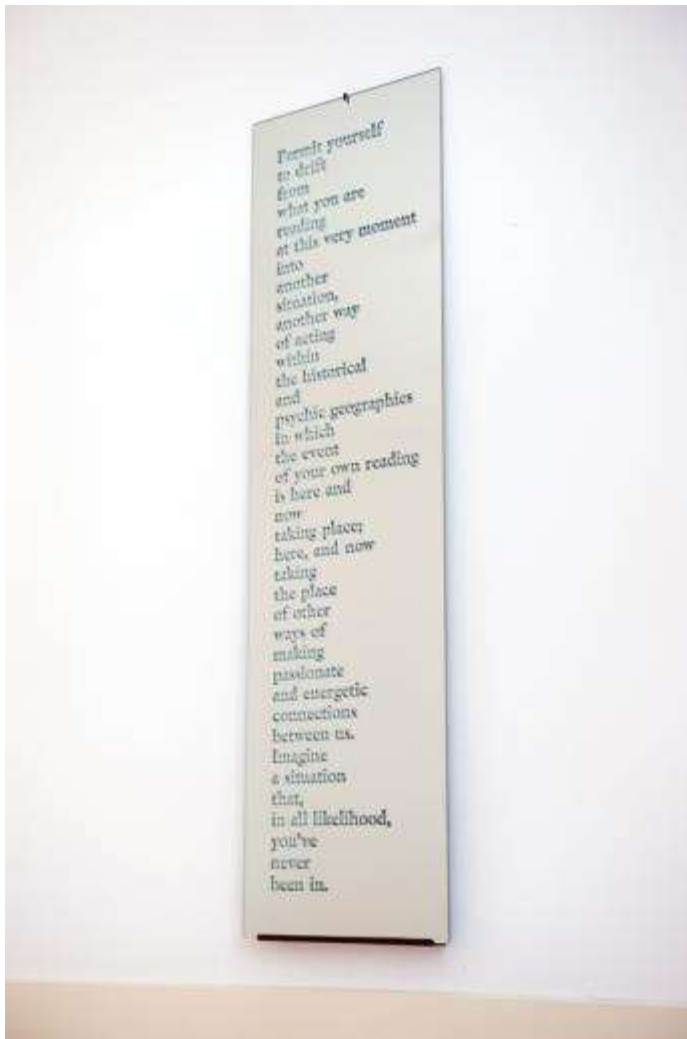 Permit yourself
to drift
from
what you are
reading
at this very moment
into
another
situation,
another way
of acting
within
the historical
and
psychic geographies
in which
the event
of your own reading
is here and
now
taking place;
here, and now
taking
the place
of other
ways of
making
passionate
and energetic
connections
between us.
Imagine
a situation
that,
in all likelihood,
you've
never
been in.